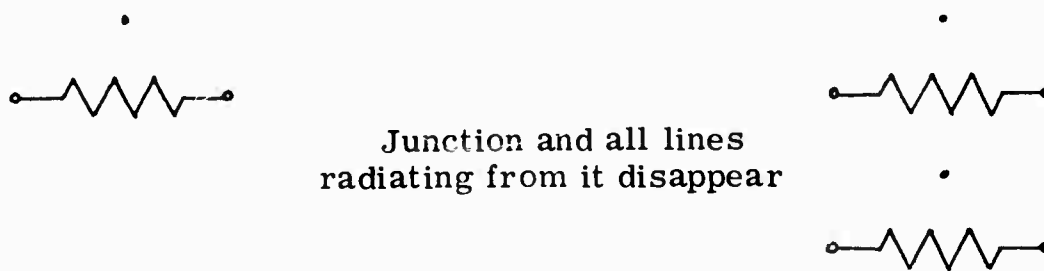 Junction and all lines
radiating from it disappear